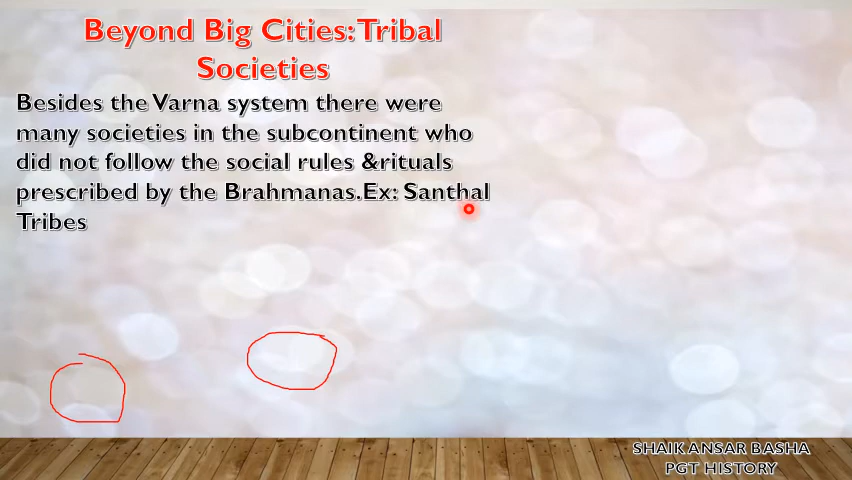 Beyond Big Cities: Tribal
Societies
Besides the Varna system there were
many societies in the subcontinent who
did not follow the social rules &rituals
prescribed by the Brahmanas.Ex: Santhal
Tribes
SHAIK ANSAR BASHA
PGT HISTORY